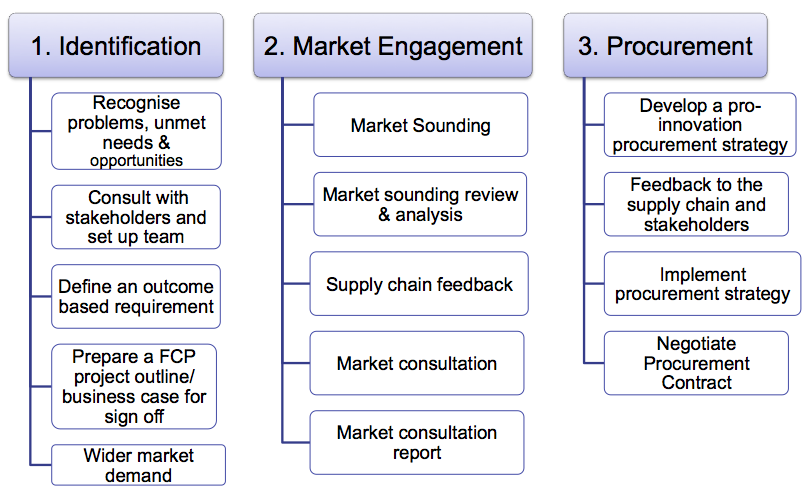 1. Identification
Recognise
problems, unmet
needs &
opportunities
Consult with
stakeholders and
set up team
Define an outcome
based requirement
Prepare a FCP
project outline/
business case for
sign off
Wider market
demand
2. Market Engagement
Market Sounding
Market sounding review
& analysis
Supply chain feedback
Market consultation
Market consultation
report
3. Procurement
Develop a pro-
innovation
procurement strategy
Feedback to the
supply chain and
stakeholders
Implement
procurement strategy
Negotiate
Procurement
Contract